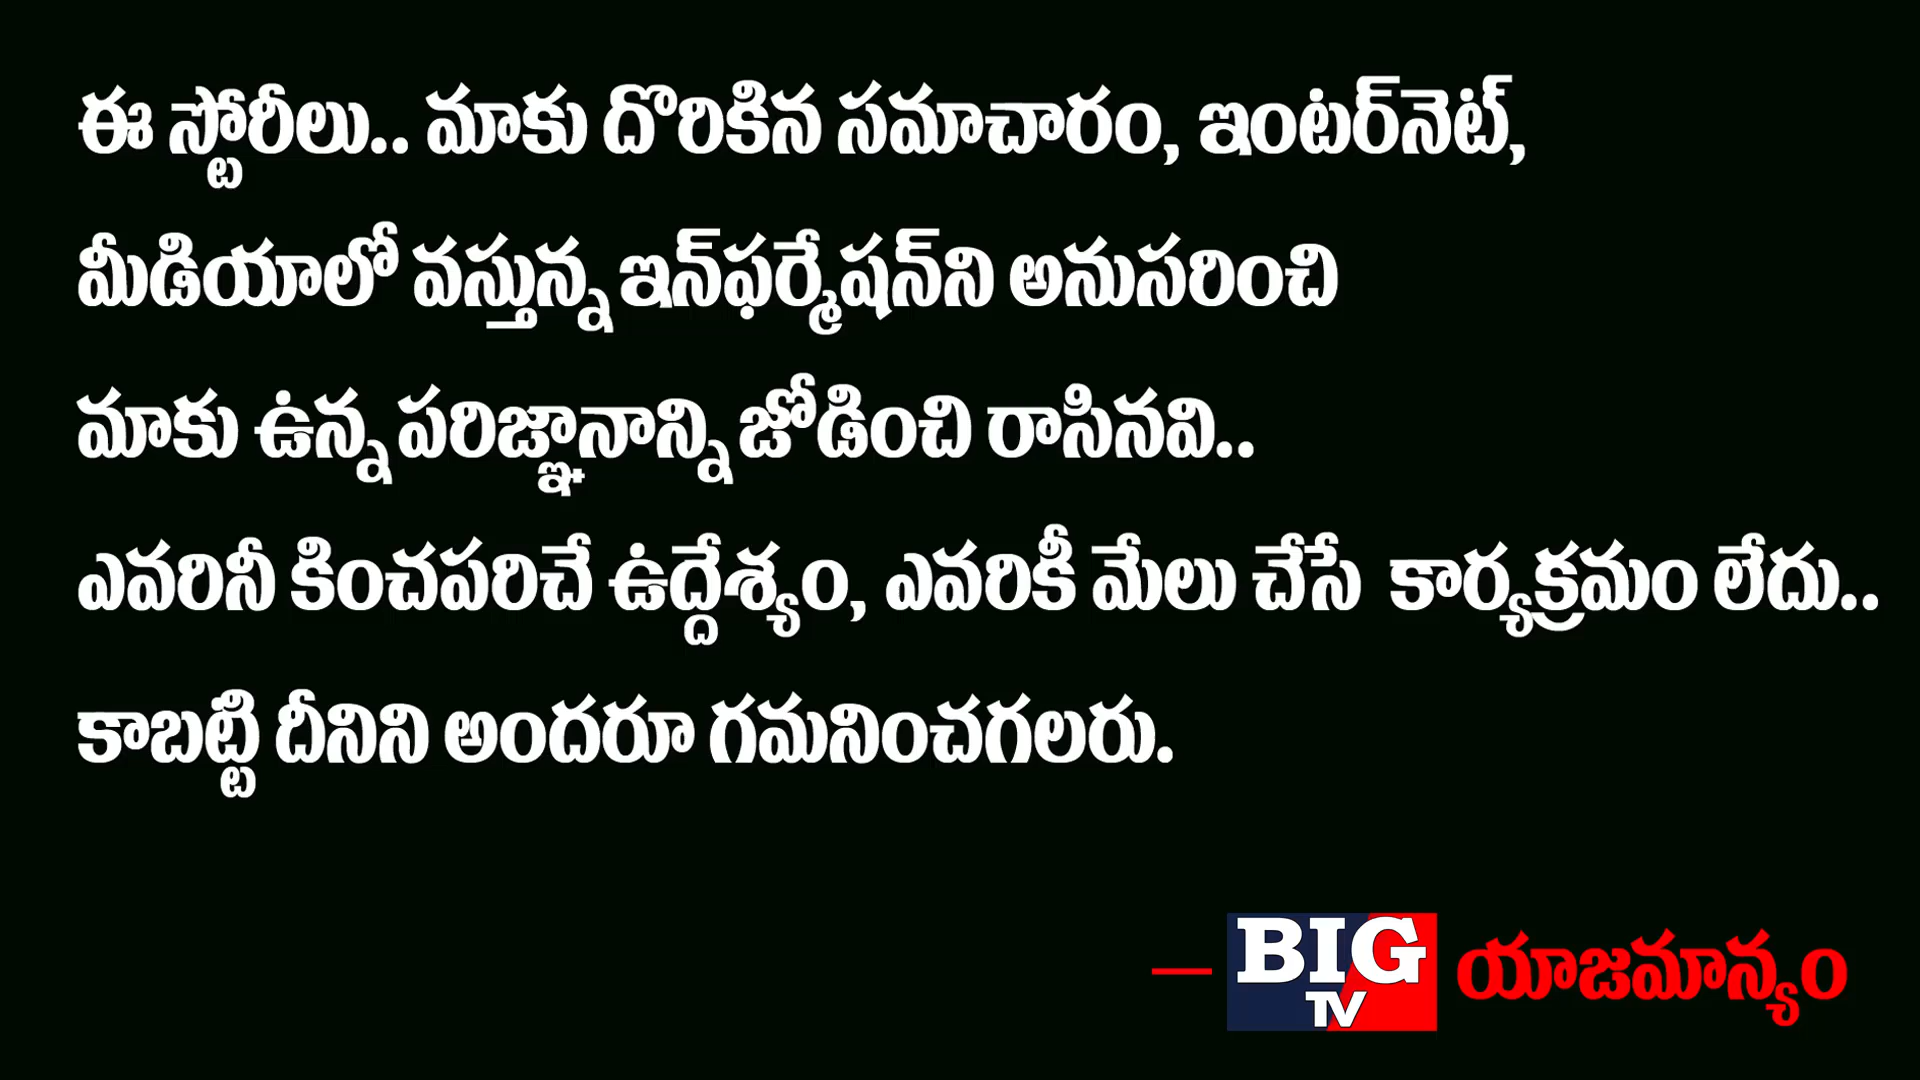 ఈ స్టోరీలు.. మాకు దొరికిన సమాచారం, ఇంటర్‌నెట్,
మీడియాలో వస్తున్న ఇన్‌ఫర్మేషన్‌ని అనుసరించి
మాకు ఉన్న పరిజ్ఞానాన్ని జోడించి రాసినవి..
ఎవరినీ కించపరిచే ఉద్దేశ్యం, ఎవరికీ మేలు చేసే కార్యక్రమం లేదు..
కాబట్టి దీనిని అందరూ గమనించగలరు.
— BIG TV యాజమాన్యం